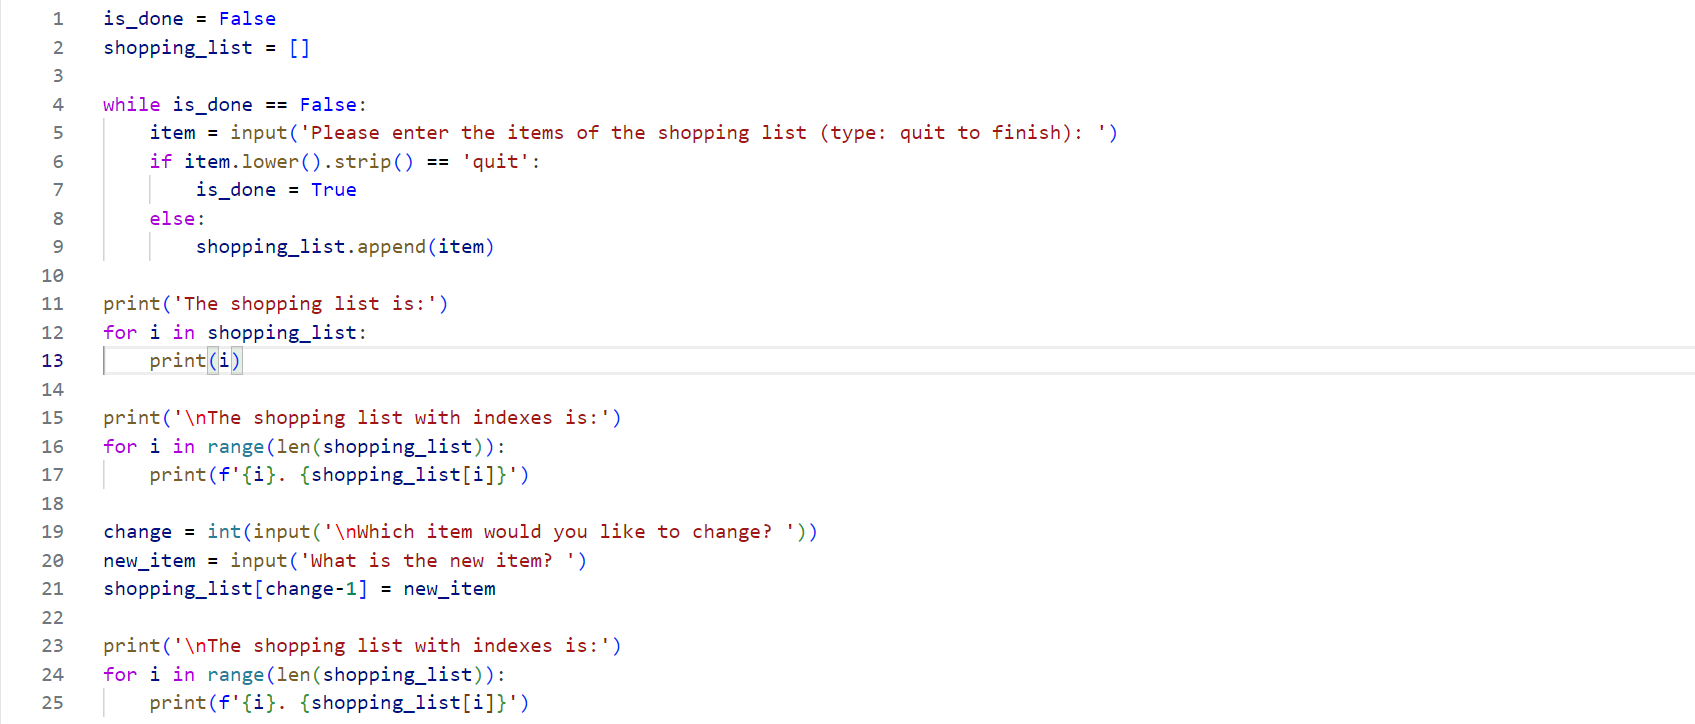 1 is_done = False
2 shopping_list = []
3
4 while is_done == False:
5     item = input('Please enter the items of the shopping list (type: quit to finish): ')
6     if item.lower().strip() == 'quit':
7         is_done = True
8     else:
9         shopping_list.append(item)
10
11 print('The shopping list is:')
12 for i in shopping_list:
13     print(i)
14
15 print('\nThe shopping list with indexes is:')
16 for i in range(len(shopping_list)):
17     print(f'{i}. {shopping_list[i]}')
18
19 change = int(input('\nWhich item would you like to change? '))
20 new_item = input('What is the new item? ')
21 shopping_list[change-1] = new_item
22
23 print('\nThe shopping list with indexes is:')
24 for i in range(len(shopping_list)):
25     print(f'{i}. {shopping_list[i]}')